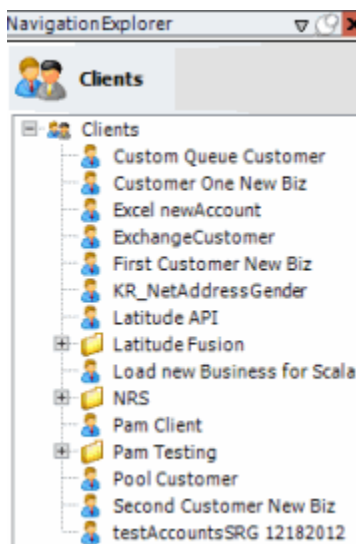 NavigationExplorer
Clients
Clients
Custom Queue Customer
Customer One New Biz
Excel newAccount
ExchangeCustomer
First Customer New Biz
KR_NetAddressGender
Latitude API
Latitude Fusion
Load new Business for Scala
NRS
Pam Client
Pam Testing
Pool Customer
Second Customer New Biz
testAccountsSRG 12182012